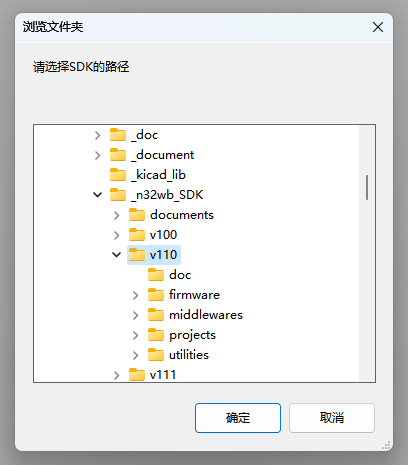 浏览文件夹
请选择SDK的路径
_doc
_document
_kicad_lib
_n32wb_SDK
documents
v100
v110
doc
firmware
middlewares
projects
utilities
v111
确定
取消